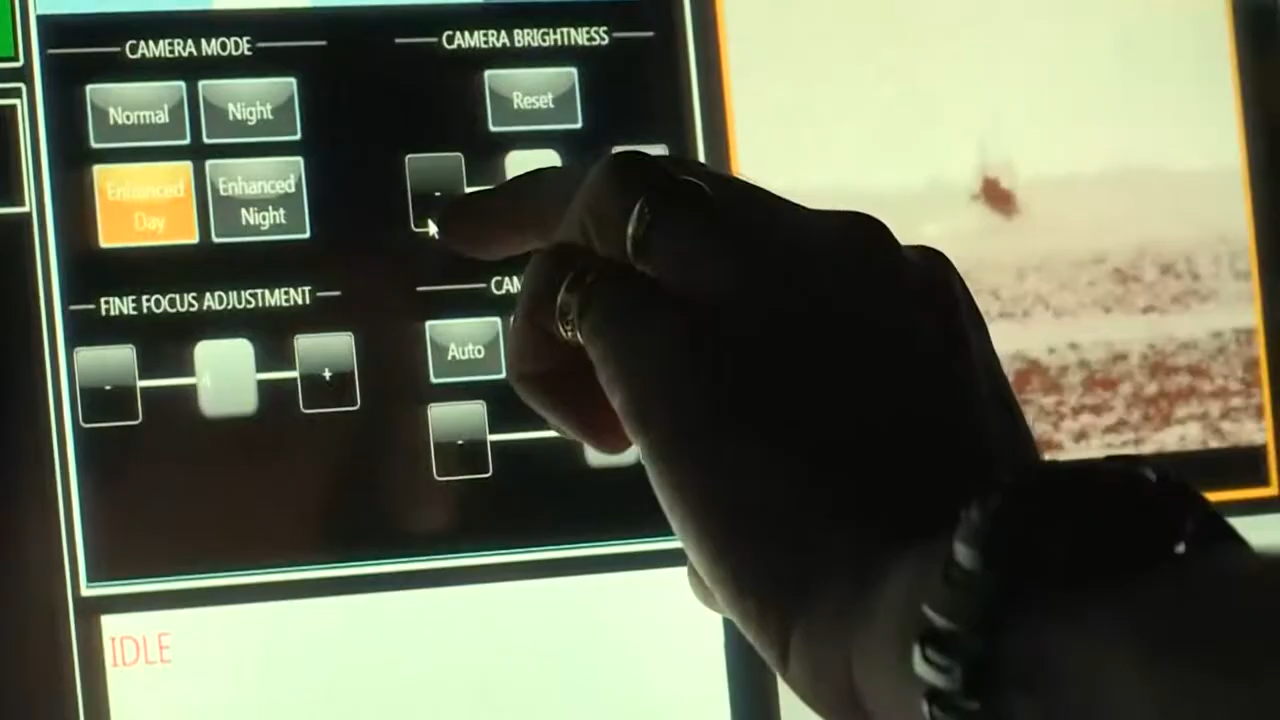 CAMERA MODE
CAMERA BRIGHTNESS
Normal
Night
Reset
Enhanced
Day
Enhanced
Night
-
FINE FOCUS ADJUSTMENT
CAM
-
+
Auto
-
IDLE